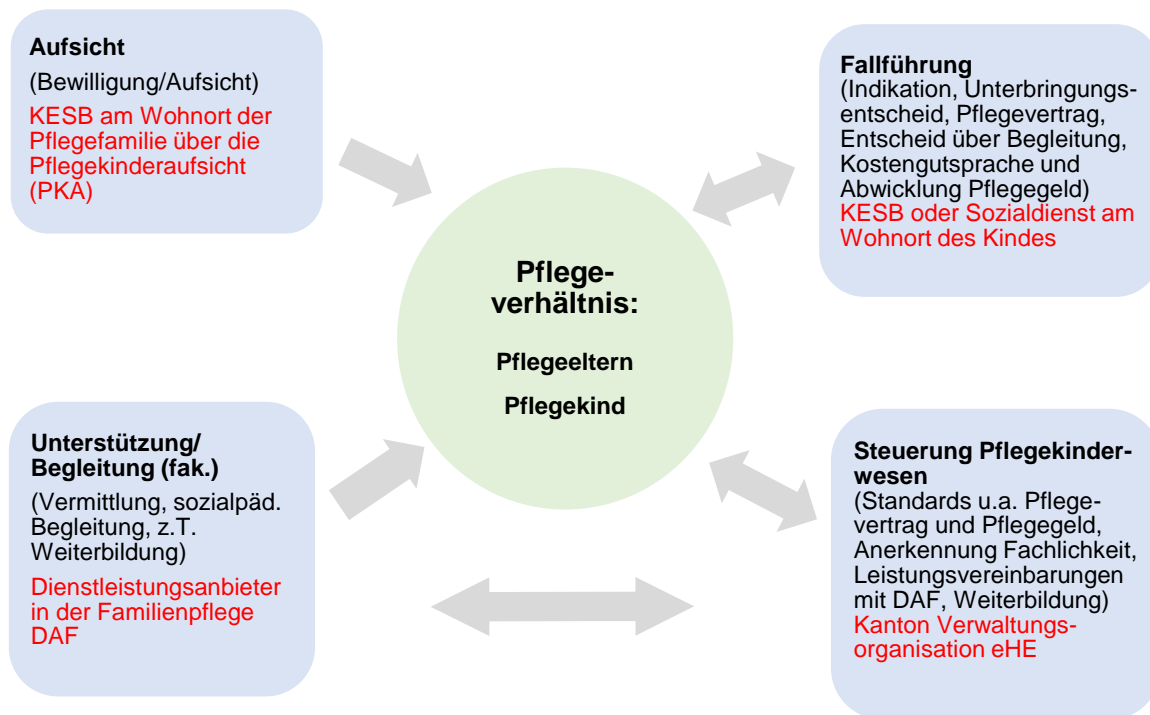 Aufsicht
(Bewilligung/Aufsicht)
KESB am Wohnort der
Pflegefamilie über die
Pflegekinderaufsicht
(PKA)
Fallführung
(Indikation, Unterbringungs-
entscheid, Pflegevertrag,
Entscheid über Begleitung,
Kostengutsprache und
Abwicklung Pflegegeld)
KESB oder Sozialdienst am
Wohnort des Kindes
Pflege-
verhältnis:
Pflegeeltern
Pflegekind
Unterstützung/
Begleitung (fak.)
(Vermittlung, sozialpäd.
Begleitung, z.T.
Weiterbildung)
Dienstleistungsanbieter
in der Familienpflege
DAF
Steuerung Pflegekinder-
wesen
(Standards u.a. Pflege-
vertrag und Pflegegeld,
Anerkennung Fachlichkeit,
Leistungsvereinbarungen
mit DAF, Weiterbildung)
Kanton Verwaltungs-
organisation eHE